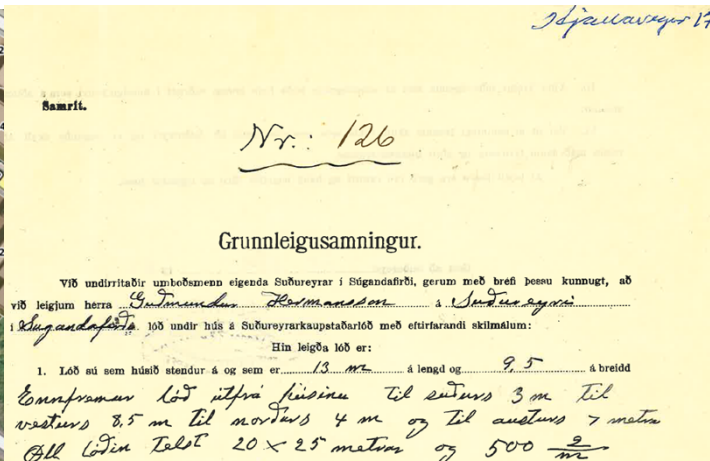 Hjallavegur 17
Samrit.
Nr.: 126
Grunnleigusamningur.
Við undirritaðir umboðsmenn eigenda Suðureyrar í Súgandafirði, gerum með bréfi þessu kunnugt, að
við leigjum herra Guðmundur Hermansson á Suðureyri
í Súgandafirði lóð undir hús á Suðureyrarkaupstaðarlóð með eftirfarandi skilmálum:
Hin leigða lóð er:
1. Lóð sú sem húsið stendur á og sem er 13 m á lengd og 9,5 á breidd
Ennfremur lóð útfrá húsinu til suðurs 3 m til
vesturs 8,5 m til norðurs 4 m og til austurs 7 metra
Öll lóðin telst 20 x 25 metrar og 500 2/m